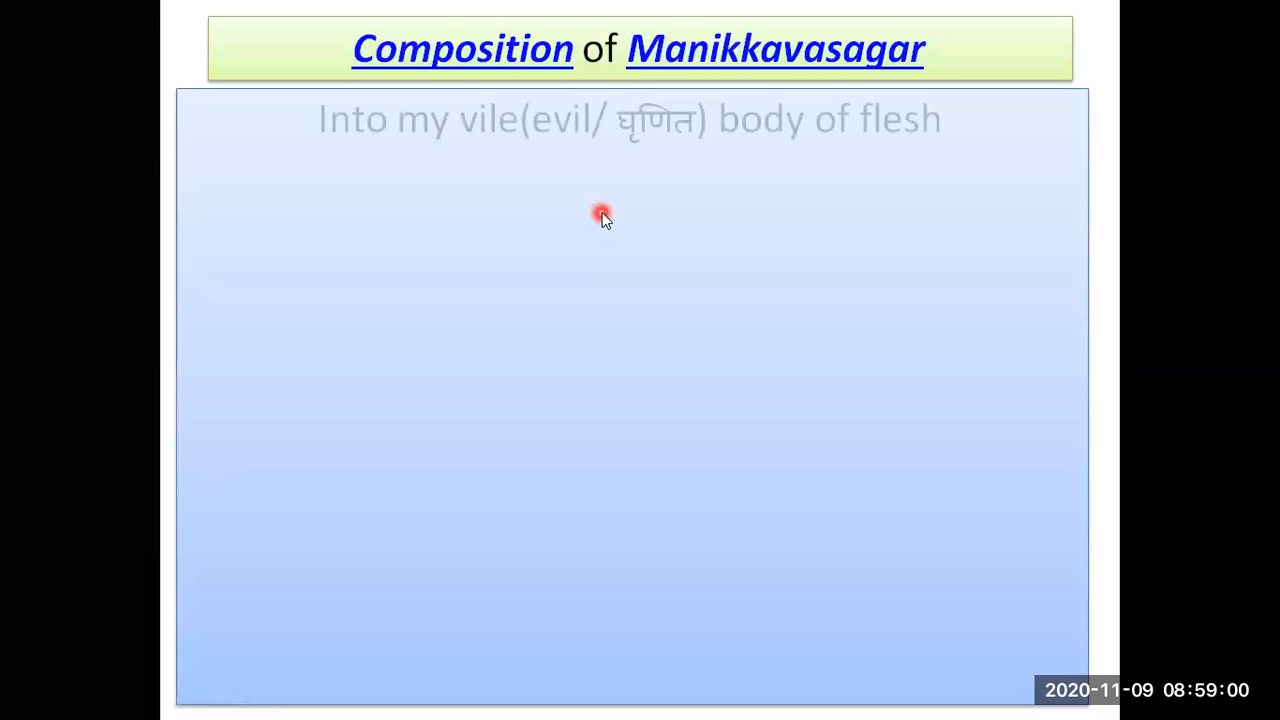 Composition of Manikkavasagar
Into my vile(evil/ घृणित) body of flesh
2020-11-09 08:59:00